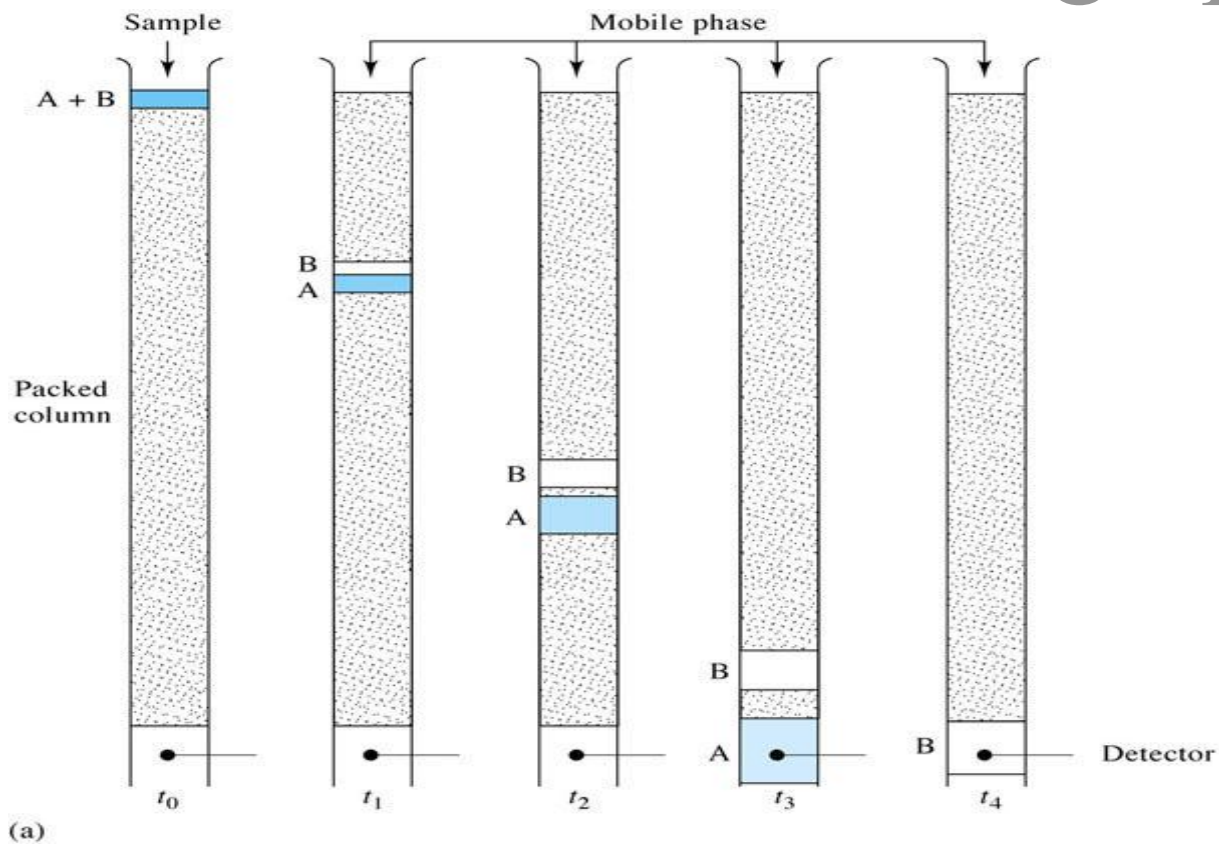 Sample
Mobile phase
A + B
B
A
Packed
column
B
A
B
A
B
Detector
t0
t1
t2
t3
t4
(a)